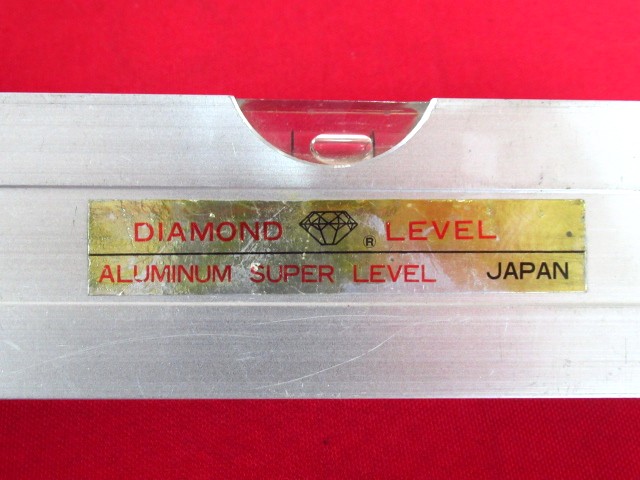 DIAMOND ® LEVEL
ALUMINUM SUPER LEVEL JAPAN